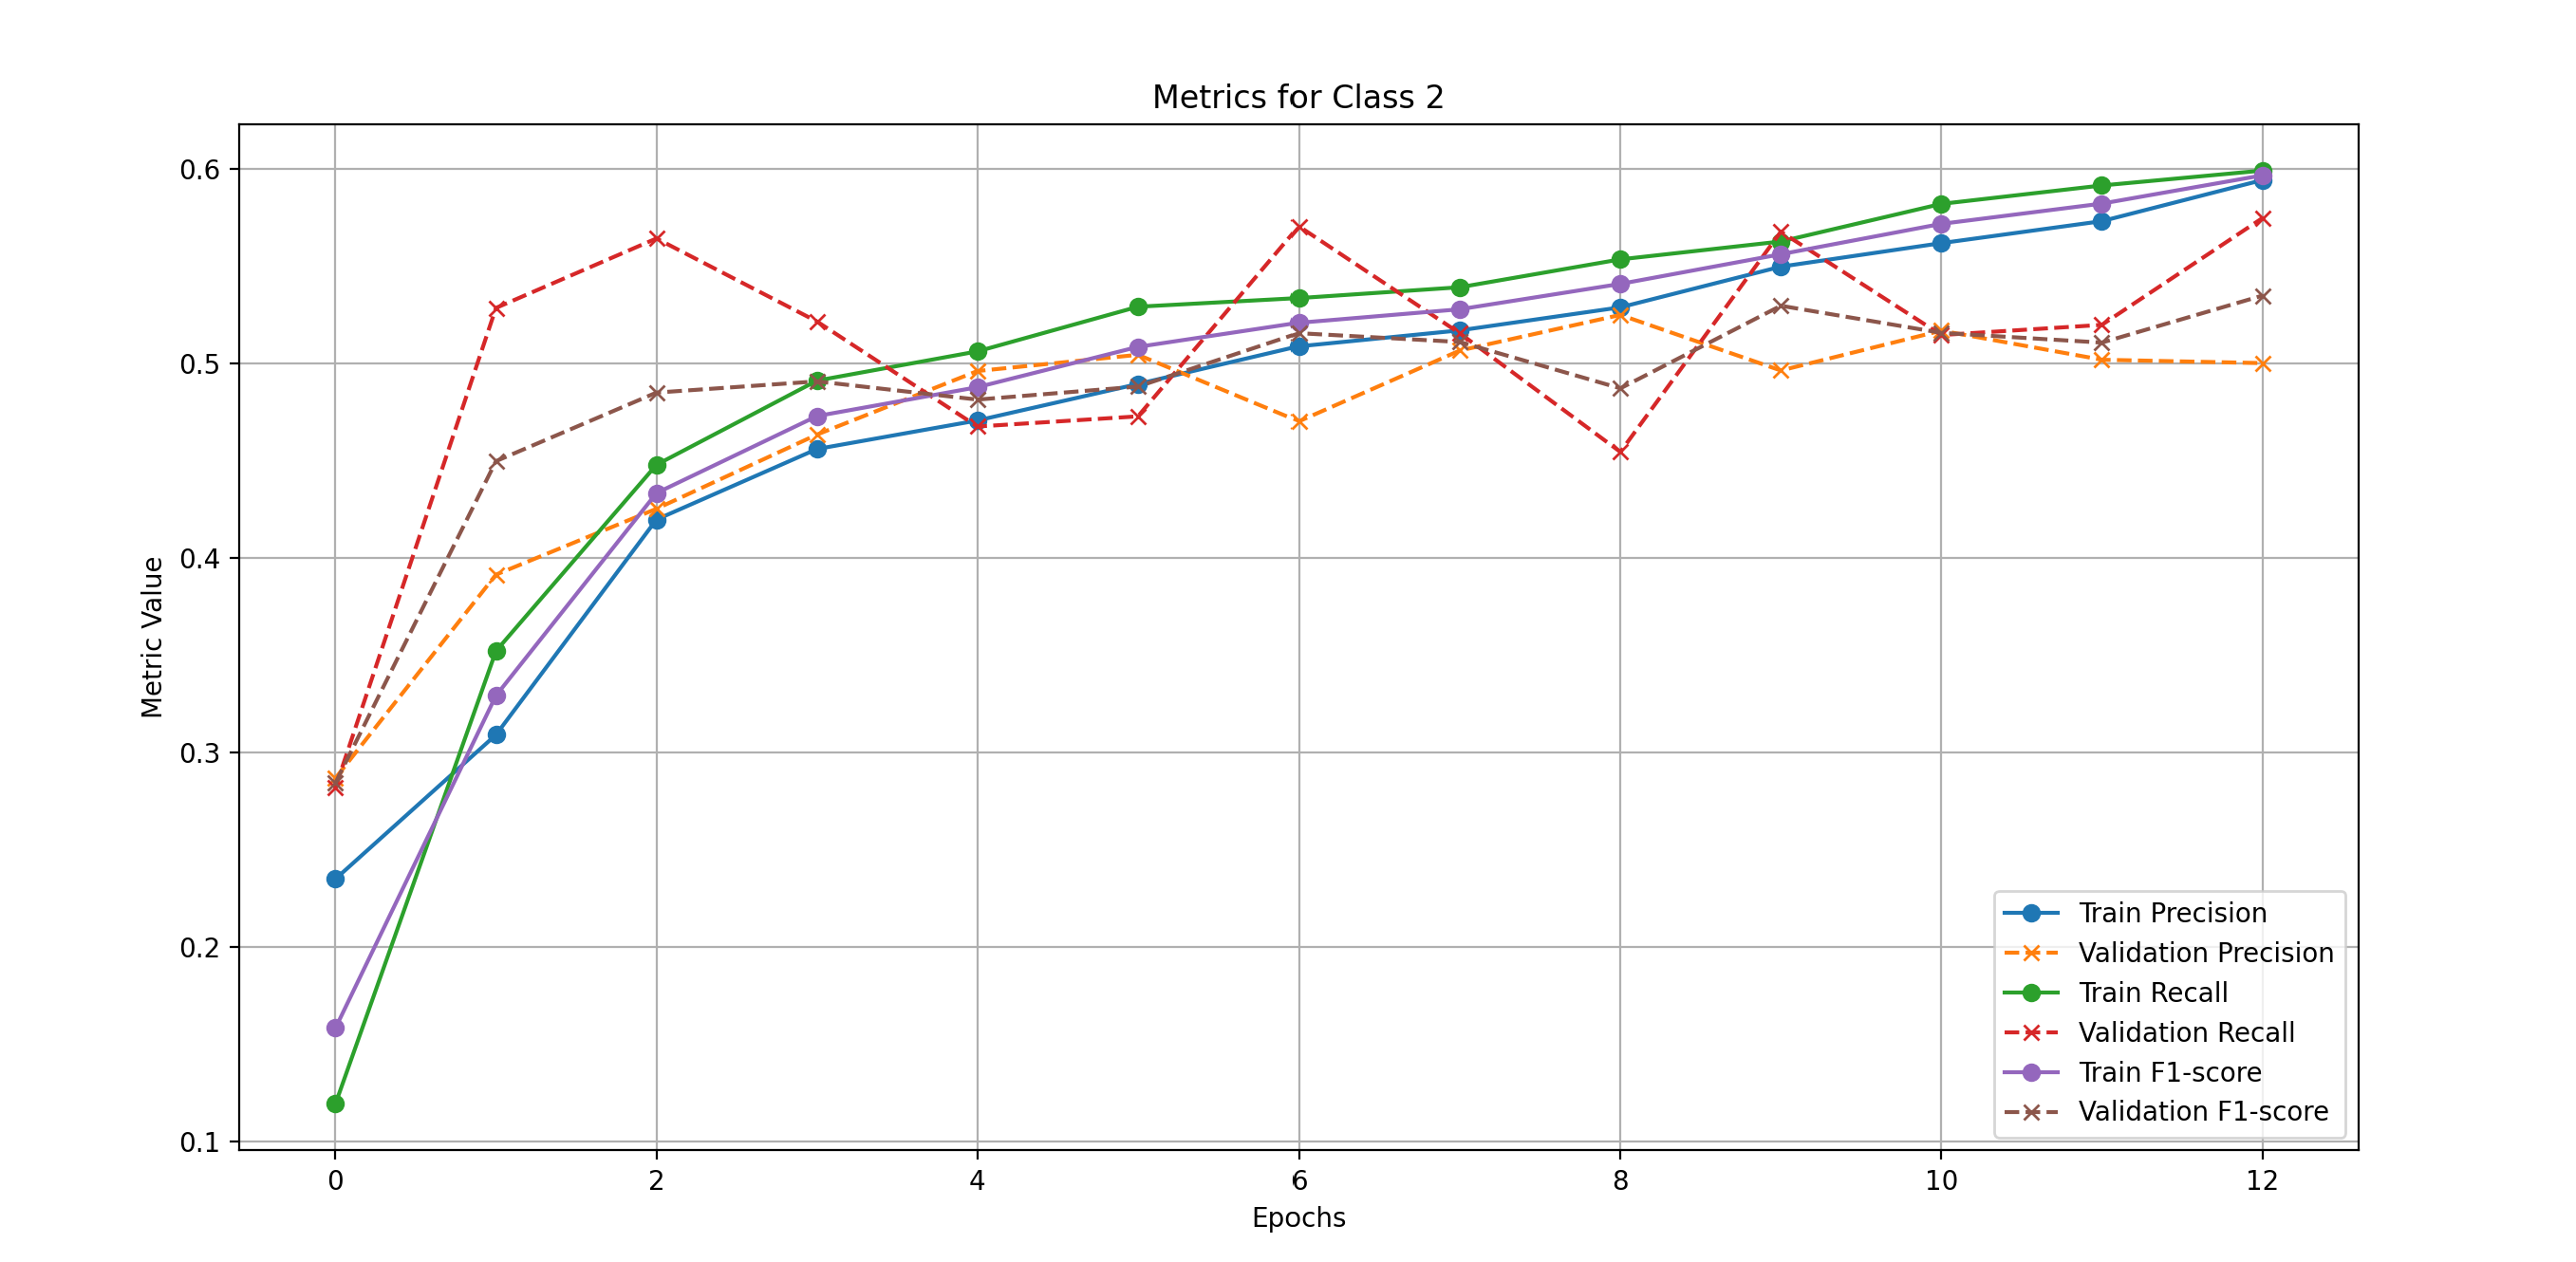 Metrics for Class 2
Metric Value
0.6
0.5
0.4
0.3
0.2
0.1
0 2 4 6 8 10 12
Epochs
Train Precision
Validation Precision
Train Recall
Validation Recall
Train F1-score
Validation F1-score